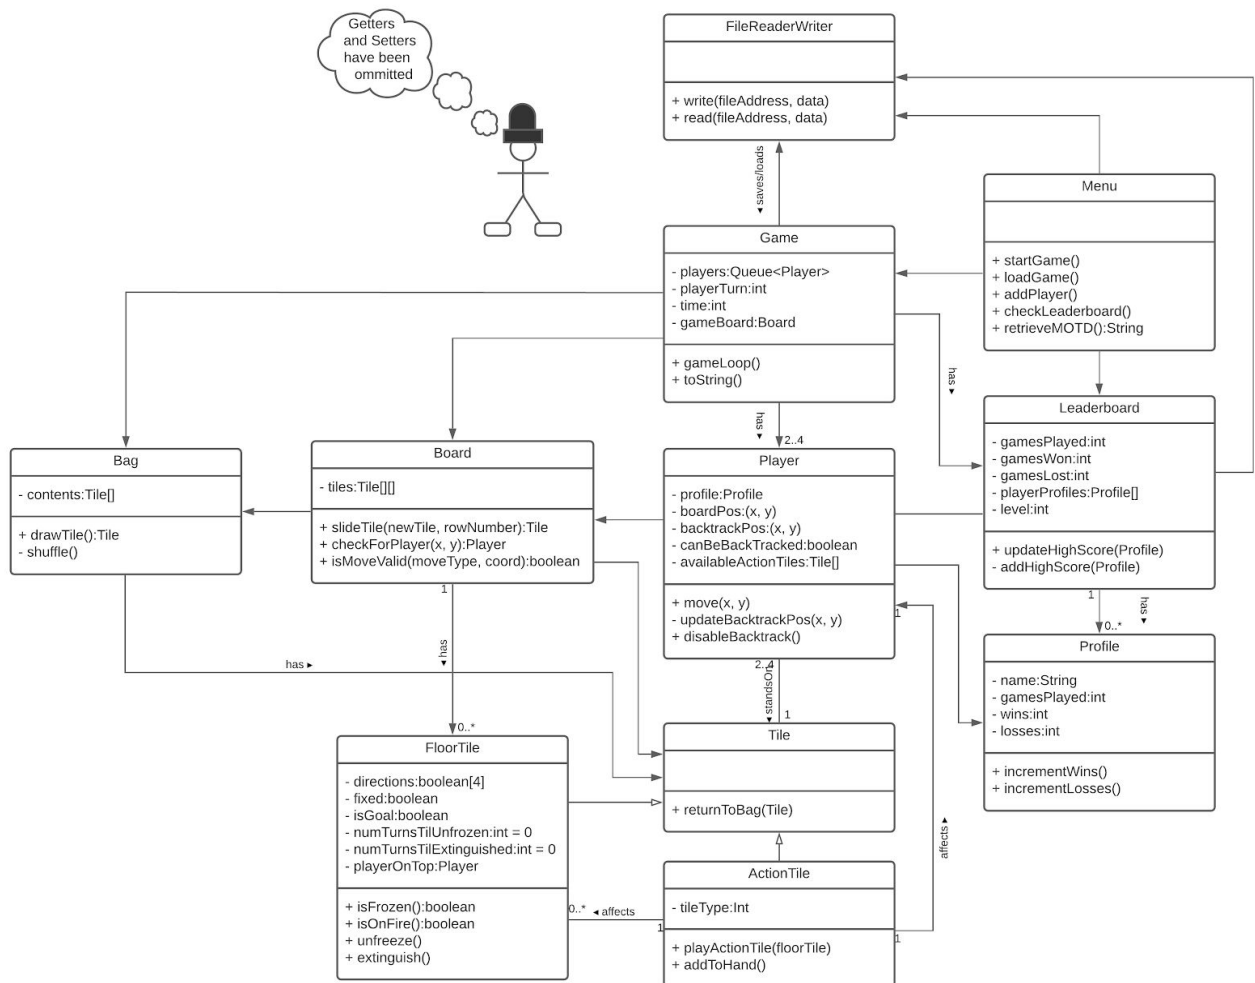 Getters
and Setters
have been
ommitted
FileReaderWriter
+ write(fileAddress, data)
+ read(fileAddress, data)
◄ saves/loads
Menu
+ startGame()
+ loadGame()
+ addPlayer()
+ checkLeaderboard()
+ retrieveMOTD():String
Game
- players:Queue<Player>
- playerTurn:int
- time:int
- gameBoard:Board
+ gameLoop()
+ toString()
has ►
has ►
2..4
Leaderboard
- gamesPlayed:int
- gamesWon:int
- gamesLost:int
- playerProfiles:Profile[]
- level:int
+ updateHighScore(Profile)
- addHighScore(Profile)
1
has ►
0..*
Bag
- contents:Tile[]
+ drawTile():Tile
- shuffle()
has ►
Board
- tiles:Tile[][]
+ slideTile(newTile, rowNumber):Tile
+ checkForPlayer(x, y):Player
+ isMoveValid(moveType, coord):boolean
1
◄ has
0..*
Player
- profile:Profile
- boardPos:(x, y)
- backtrackPos:(x, y)
- canBeBackTracked:boolean
- availableActionTiles:Tile[]
+ move(x, y)
- updateBacktrackPos(x, y)
+ disableBacktrack()
1
2..4
◄ standsOn
1
Profile
- name:String
- gamesPlayed:int
- wins:int
- losses:int
+ incrementWins()
+ incrementLosses()
FloorTile
- directions:boolean[4]
- fixed:boolean
- isGoal:boolean
- numTurnsTilUnfrozen:int = 0
- numTurnsTilExtinguished:int = 0
- playerOnTop:Player
+ isFrozen():boolean
+ isOnFire():boolean
+ unfreeze()
+ extinguish()
Tile
+ returnToBag(Tile)
affects ►
0..*
◄ affects
1
ActionTile
- tileType:Int
+ playActionTile(floorTile)
+ addToHand()
1